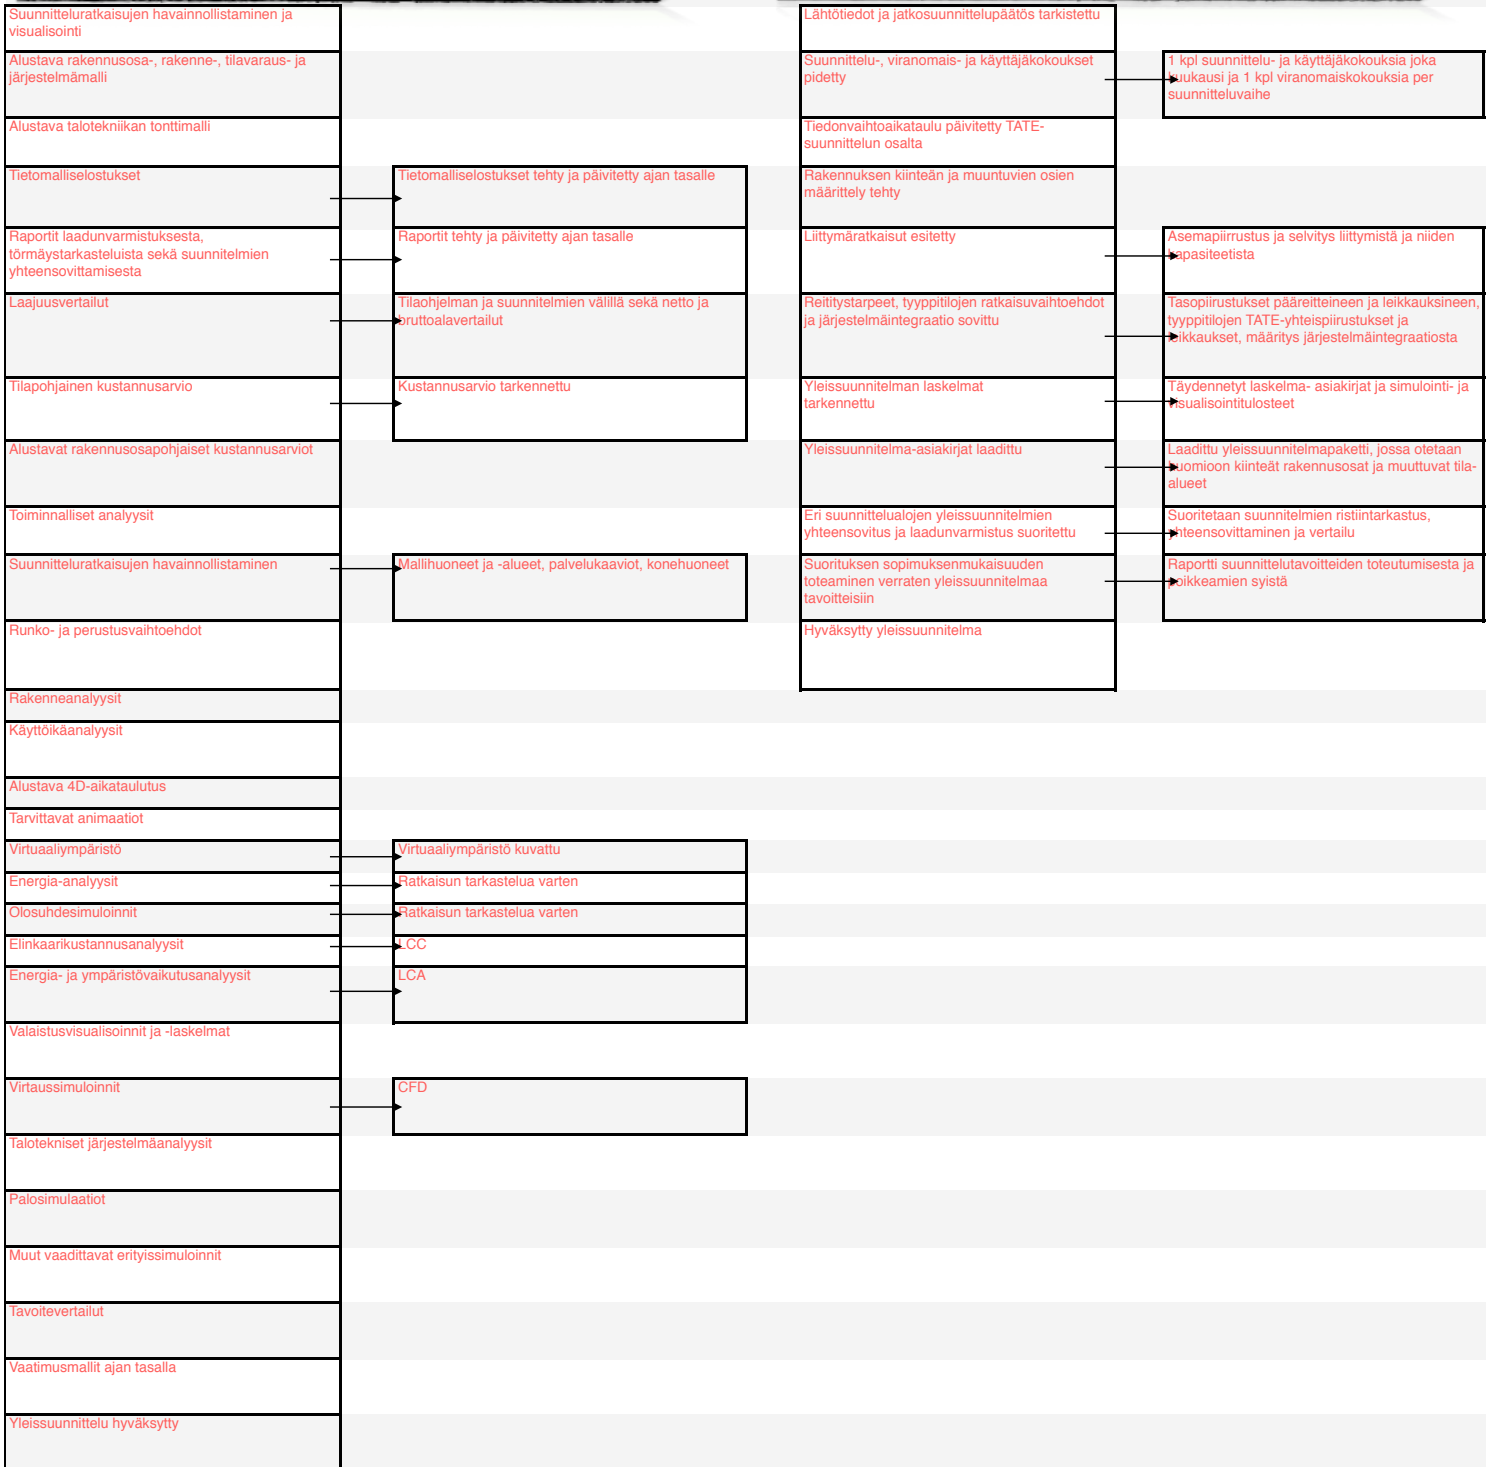 Suunnitteluratkaisujen havainnollistaminen ja
visualisointi
Alustava rakennusosa-, rakenne-, tilavaraus- ja
järjestelmämalli
Alustava talotekniikan tonttimalli
Tietomalliselostukset
Tietomalliselostukset tehty ja päivitetty ajan tasalle
Raportit laadunvarmistuksesta,
törmäystarkasteluista sekä suunnitelmien
yhteensovittamisesta
Raportit tehty ja päivitetty ajan tasalle
Laajuusvertailut
Tilaohjelman ja suunnitelmien välillä sekä netto ja
bruttoalavertailut
Tilapohjainen kustannusarvio
Kustannusarvio tarkennettu
Alustavat rakennusosapohjaiset kustannusarviot
Toiminnalliset analyysit
Suunnitteluratkaisujen havainnollistaminen
Mallihuoneet ja -alueet, palvelukaaviot, konehuoneet
Runko- ja perustusvaihtoehdot
Rakenneanalyysit
Käyttöikäanalyysit
Alustava 4D-aikataulutus
Tarvittavat animaatiot
Virtuaaliympäristö
Virtuaaliympäristö kuvattu
Energia-analyysit
Ratkaisun tarkastelua varten
Olosuhdesimuloinnit
Ratkaisun tarkastelua varten
Elinkaarikustannusanalyysit
LCC
Energia- ja ympäristövaikutusanalyysit
LCA
Valaistusvisualisoinnit ja -laskelmat
Virtaussimuloinnit
CFD
Talotekniset järjestelmäanalyysit
Palosimulaatiot
Muut vaadittavat erityissimuloinnit
Tavoitevertailut
Vaatimusmallit ajan tasalla
Yleissuunnittelu hyväksytty
Lähtötiedot ja jatkosuunnittelupäätös tarkistettu
Suunnittelu-, viranomais- ja käyttäjäkokoukset
pidetty
1 kpl suunnittelu- ja käyttäjäkokouksia joka
kuukausi ja 1 kpl viranomaiskokouksia per
suunnitteluvaihe
Tiedonvaihtoaikataulu päivitetty TATE-
suunnittelun osalta
Rakennuksen kiinteän ja muuntuvien osien
määrittely tehty
Liittymäratkaisut esitetty
Asemapiirrustus ja selvitys liittymistä ja niiden
kapasiteetista
Reititystarpeet, tyyppitilojen ratkaisuvaihtoehdot
ja järjestelmäintegraatio sovittu
Tasopiirustukset pääreitteineen ja leikkauksineen,
tyyppitilojen TATE-yhteispiirustukset ja
leikkaukset, määritys järjestelmäintegraatiosta
Yleissuunnitelman laskelmat
tarkennettu
Täydennetyt laskelma- asiakirjat ja simulointi- ja
visualisointitulosteet
Yleissuunnitelma-asiakirjat laadittu
Laadittu yleissuunnitelmapaketti, jossa otetaan
huomioon kiinteät rakennusosat ja muuttuvat tila-
alueet
Eri suunnittelualojen yleissuunnitelmien
yhteensovitus ja laadunvarmistus suoritettu
Suoritetaan suunnitelmien ristiintarkastus,
yhteensovittaminen ja vertailu
Suorituksen sopimuksenmukaisuuden
toteaminen verraten yleissuunnitelmaa
tavoitteisiin
Raportti suunnittelutavoitteiden toteutumisesta ja
poikkeamien syistä
Hyväksytty yleissuunnitelma